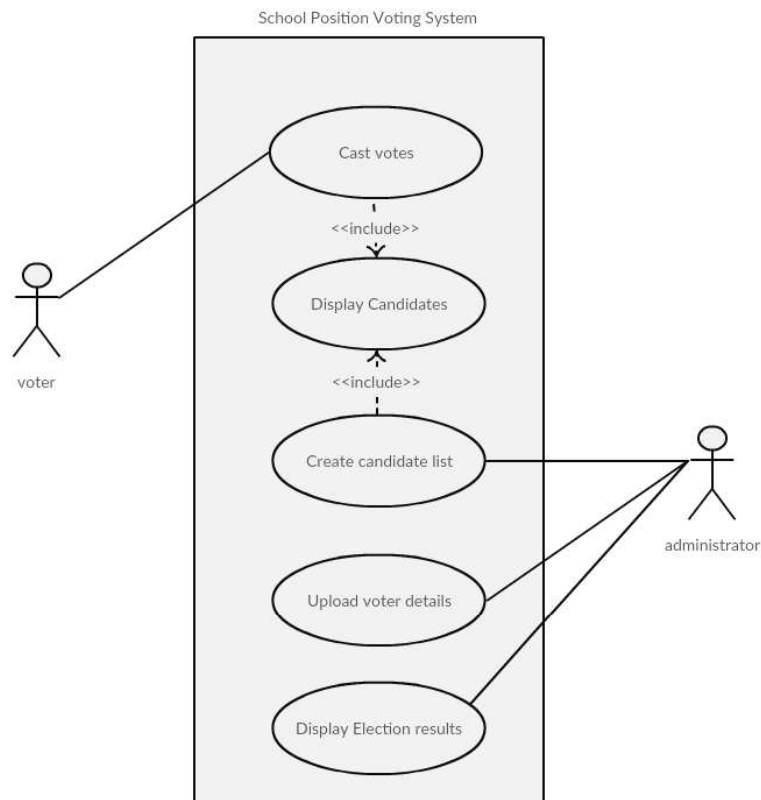 School Position Voting System
Cast votes
<<include>>
Display Candidates
voter
<<include>>
Create candidate list
administrator
Upload voter details
Display Election results